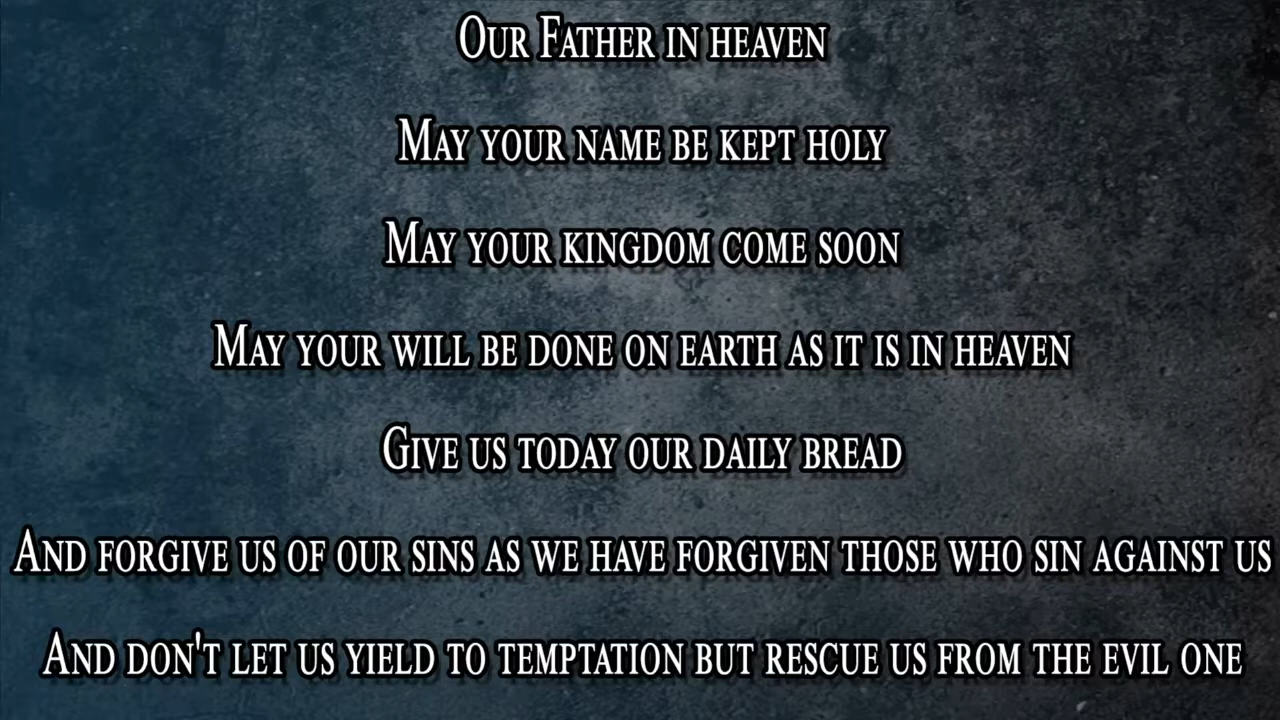 Our Father in heaven
May your name be kept holy
May your kingdom come soon
May your will be done on earth as it is in heaven
Give us today our daily bread
And forgive us of our sins as we have forgiven those who sin against us
And don't let us yield to temptation but rescue us from the evil one